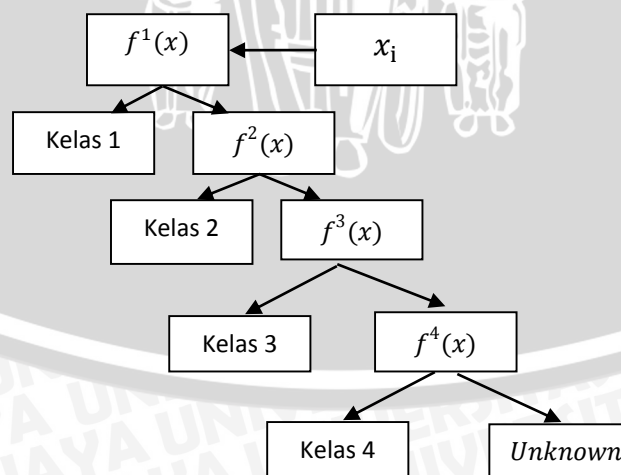 f¹(x)
xᵢ
Kelas 1
f²(x)
Kelas 2
f³(x)
Kelas 3
f⁴(x)
Kelas 4
Unknown